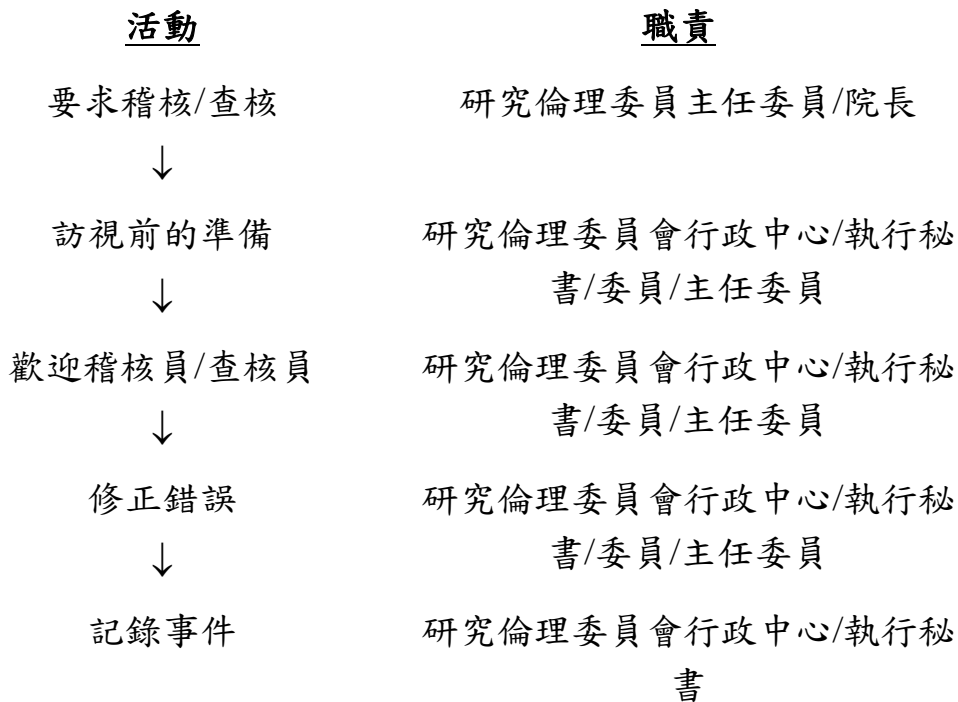 活動 職責
要求稽核/查核 研究倫理委員主任委員/院長
↓
訪視前的準備 研究倫理委員會行政中心/執行秘
書/委員/主任委員
↓
歡迎稽核員/查核員 研究倫理委員會行政中心/執行秘
書/委員/主任委員
↓
修正錯誤 研究倫理委員會行政中心/執行秘
書/委員/主任委員
↓
記錄事件 研究倫理委員會行政中心/執行秘
書